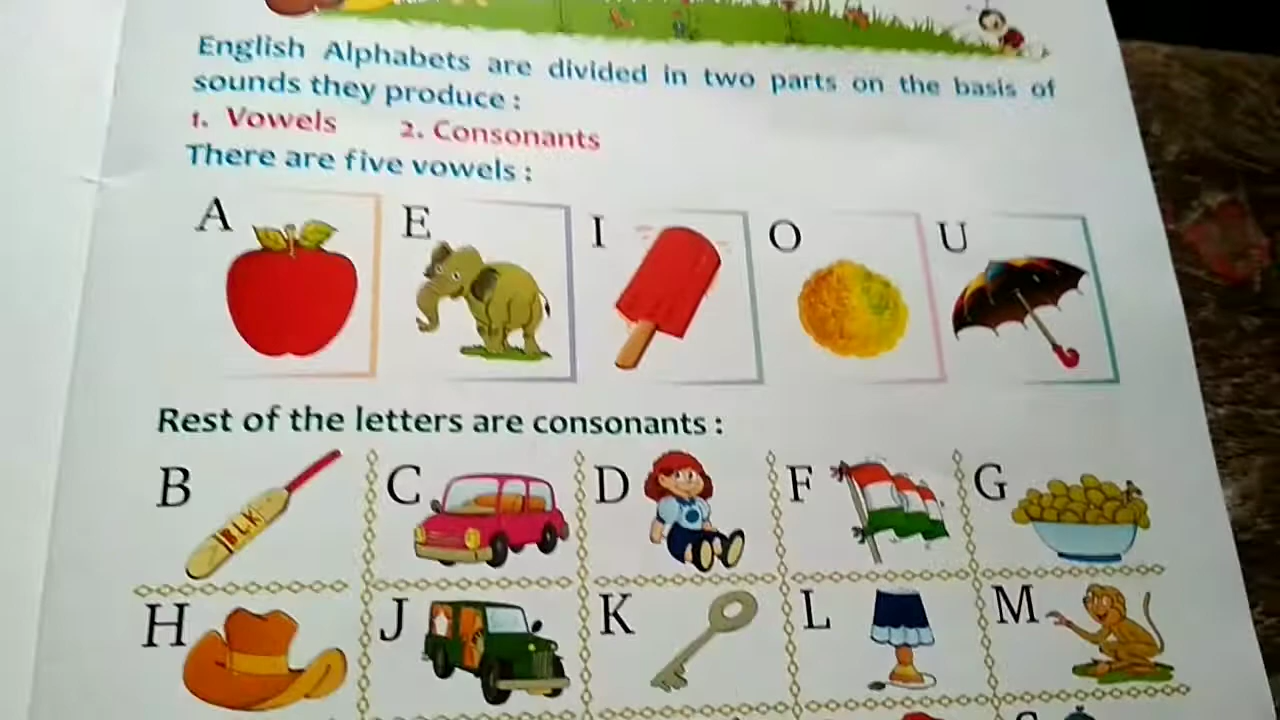 English Alphabets are divided in two parts on the basis of
sounds they produce :
1. Vowels 2. Consonants
There are five vowels :
A E I O U
Rest of the letters are consonants :
B C D F G
BLK
H J K L M